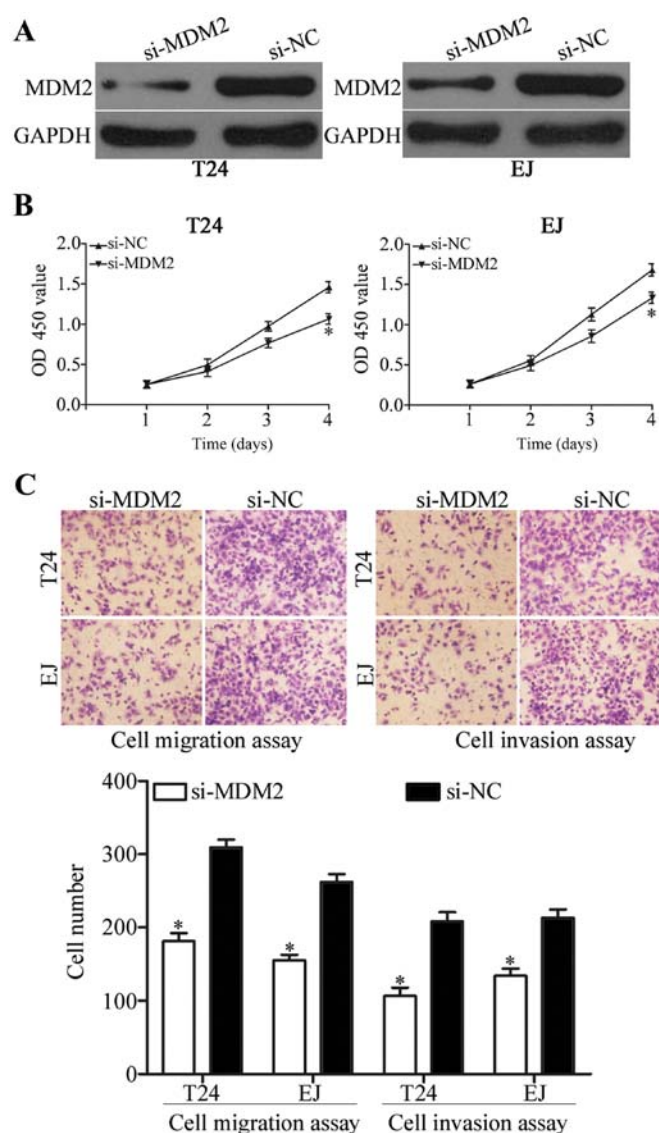 A
si-MDM2 si-NC
MDM2
GAPDH
T24
si-MDM2 si-NC
MDM2
GAPDH
EJ
B
T24
si-NC
si-MDM2
OD 450 value
2.0
1.5
1.0
0.5
0.0
*
1 2 3 4
Time (days)
EJ
si-NC
si-MDM2
OD 450 value
2.0
1.5
1.0
0.5
0.0
*
1 2 3 4
Time (days)
C
si-MDM2 si-NC
T24
EJ
Cell migration assay
si-MDM2 si-NC
T24
EJ
Cell invasion assay
si-MDM2 si-NC
Cell number
400
300
200
100
0
* * * *
T24 EJ T24 EJ
Cell migration assay Cell invasion assay